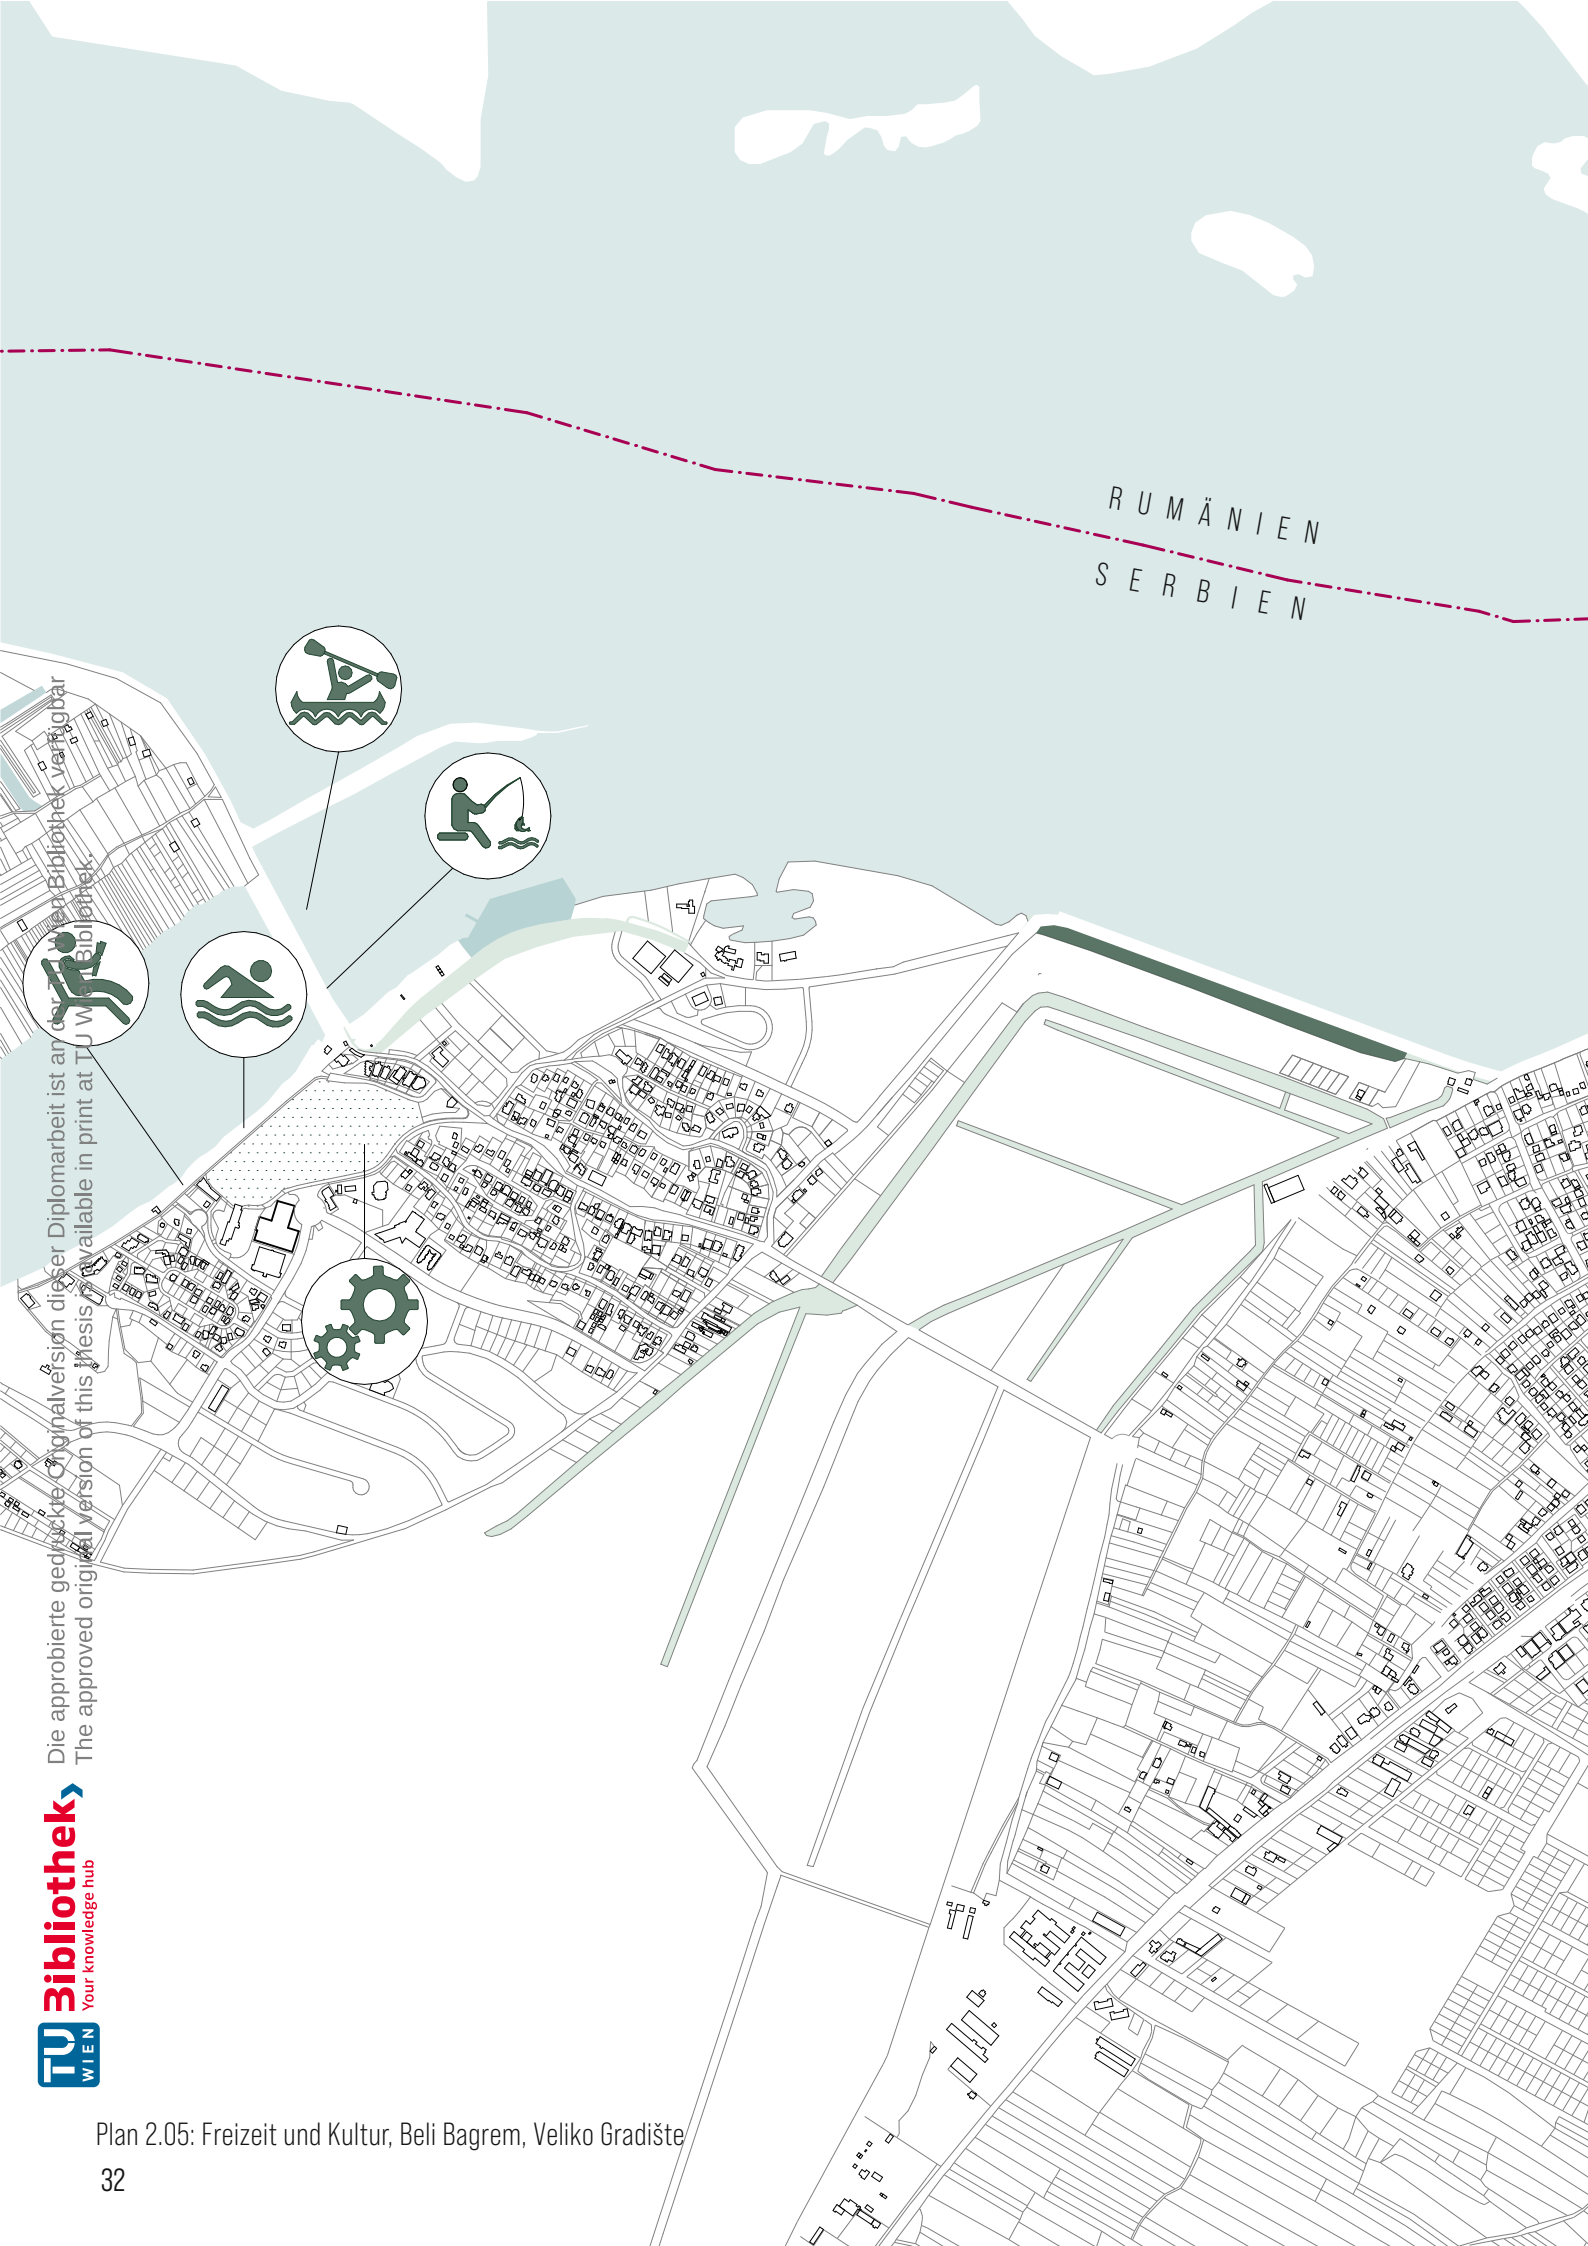 RUMÄNIEN
SERBIEN
Die approbierte gedruckte Originalversion dieser Diplomarbeit ist an der TU Wien Bibliothek verfügbar
The approved original version of this thesis is available in print at TU Wien Bibliothek.
TU WIEN
Bibliothek
Your knowledge hub
Plan 2.05: Freizeit und Kultur, Beli Bagrem, Veliko Gradište
32